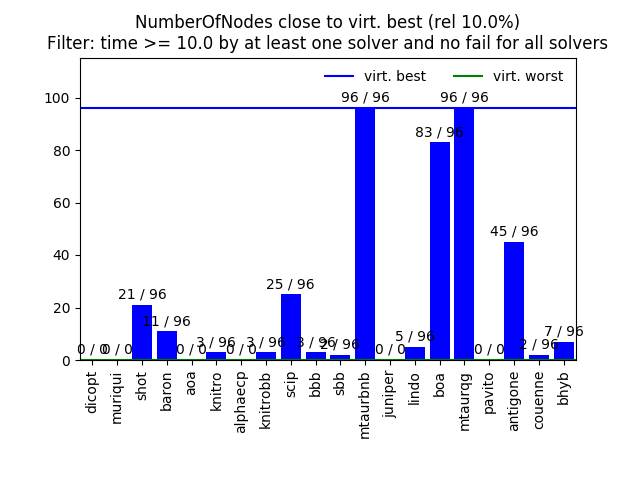 NumberOfNodes close to virt. best (rel 10.0%)
Filter: time >= 10.0 by at least one solver and no fail for all solvers
virt. best
virt. worst
100
80
60
40
20
0
0 / 0
0 / 0
21 / 96
11 / 96
0 / 0
3 / 96
0 / 0
3 / 96
25 / 96
3 / 96
2 / 96
96 / 96
0 / 0
5 / 96
83 / 96
96 / 96
0 / 0
45 / 96
2 / 96
7 / 96
dicopt
muriqui
shot
baron
aoa
knitro
alphaecp
knitrobb
scip
bbb
sbb
mtaurbnb
juniper
lindo
boa
mtaurqg
pavito
antigone
couenne
bhyb